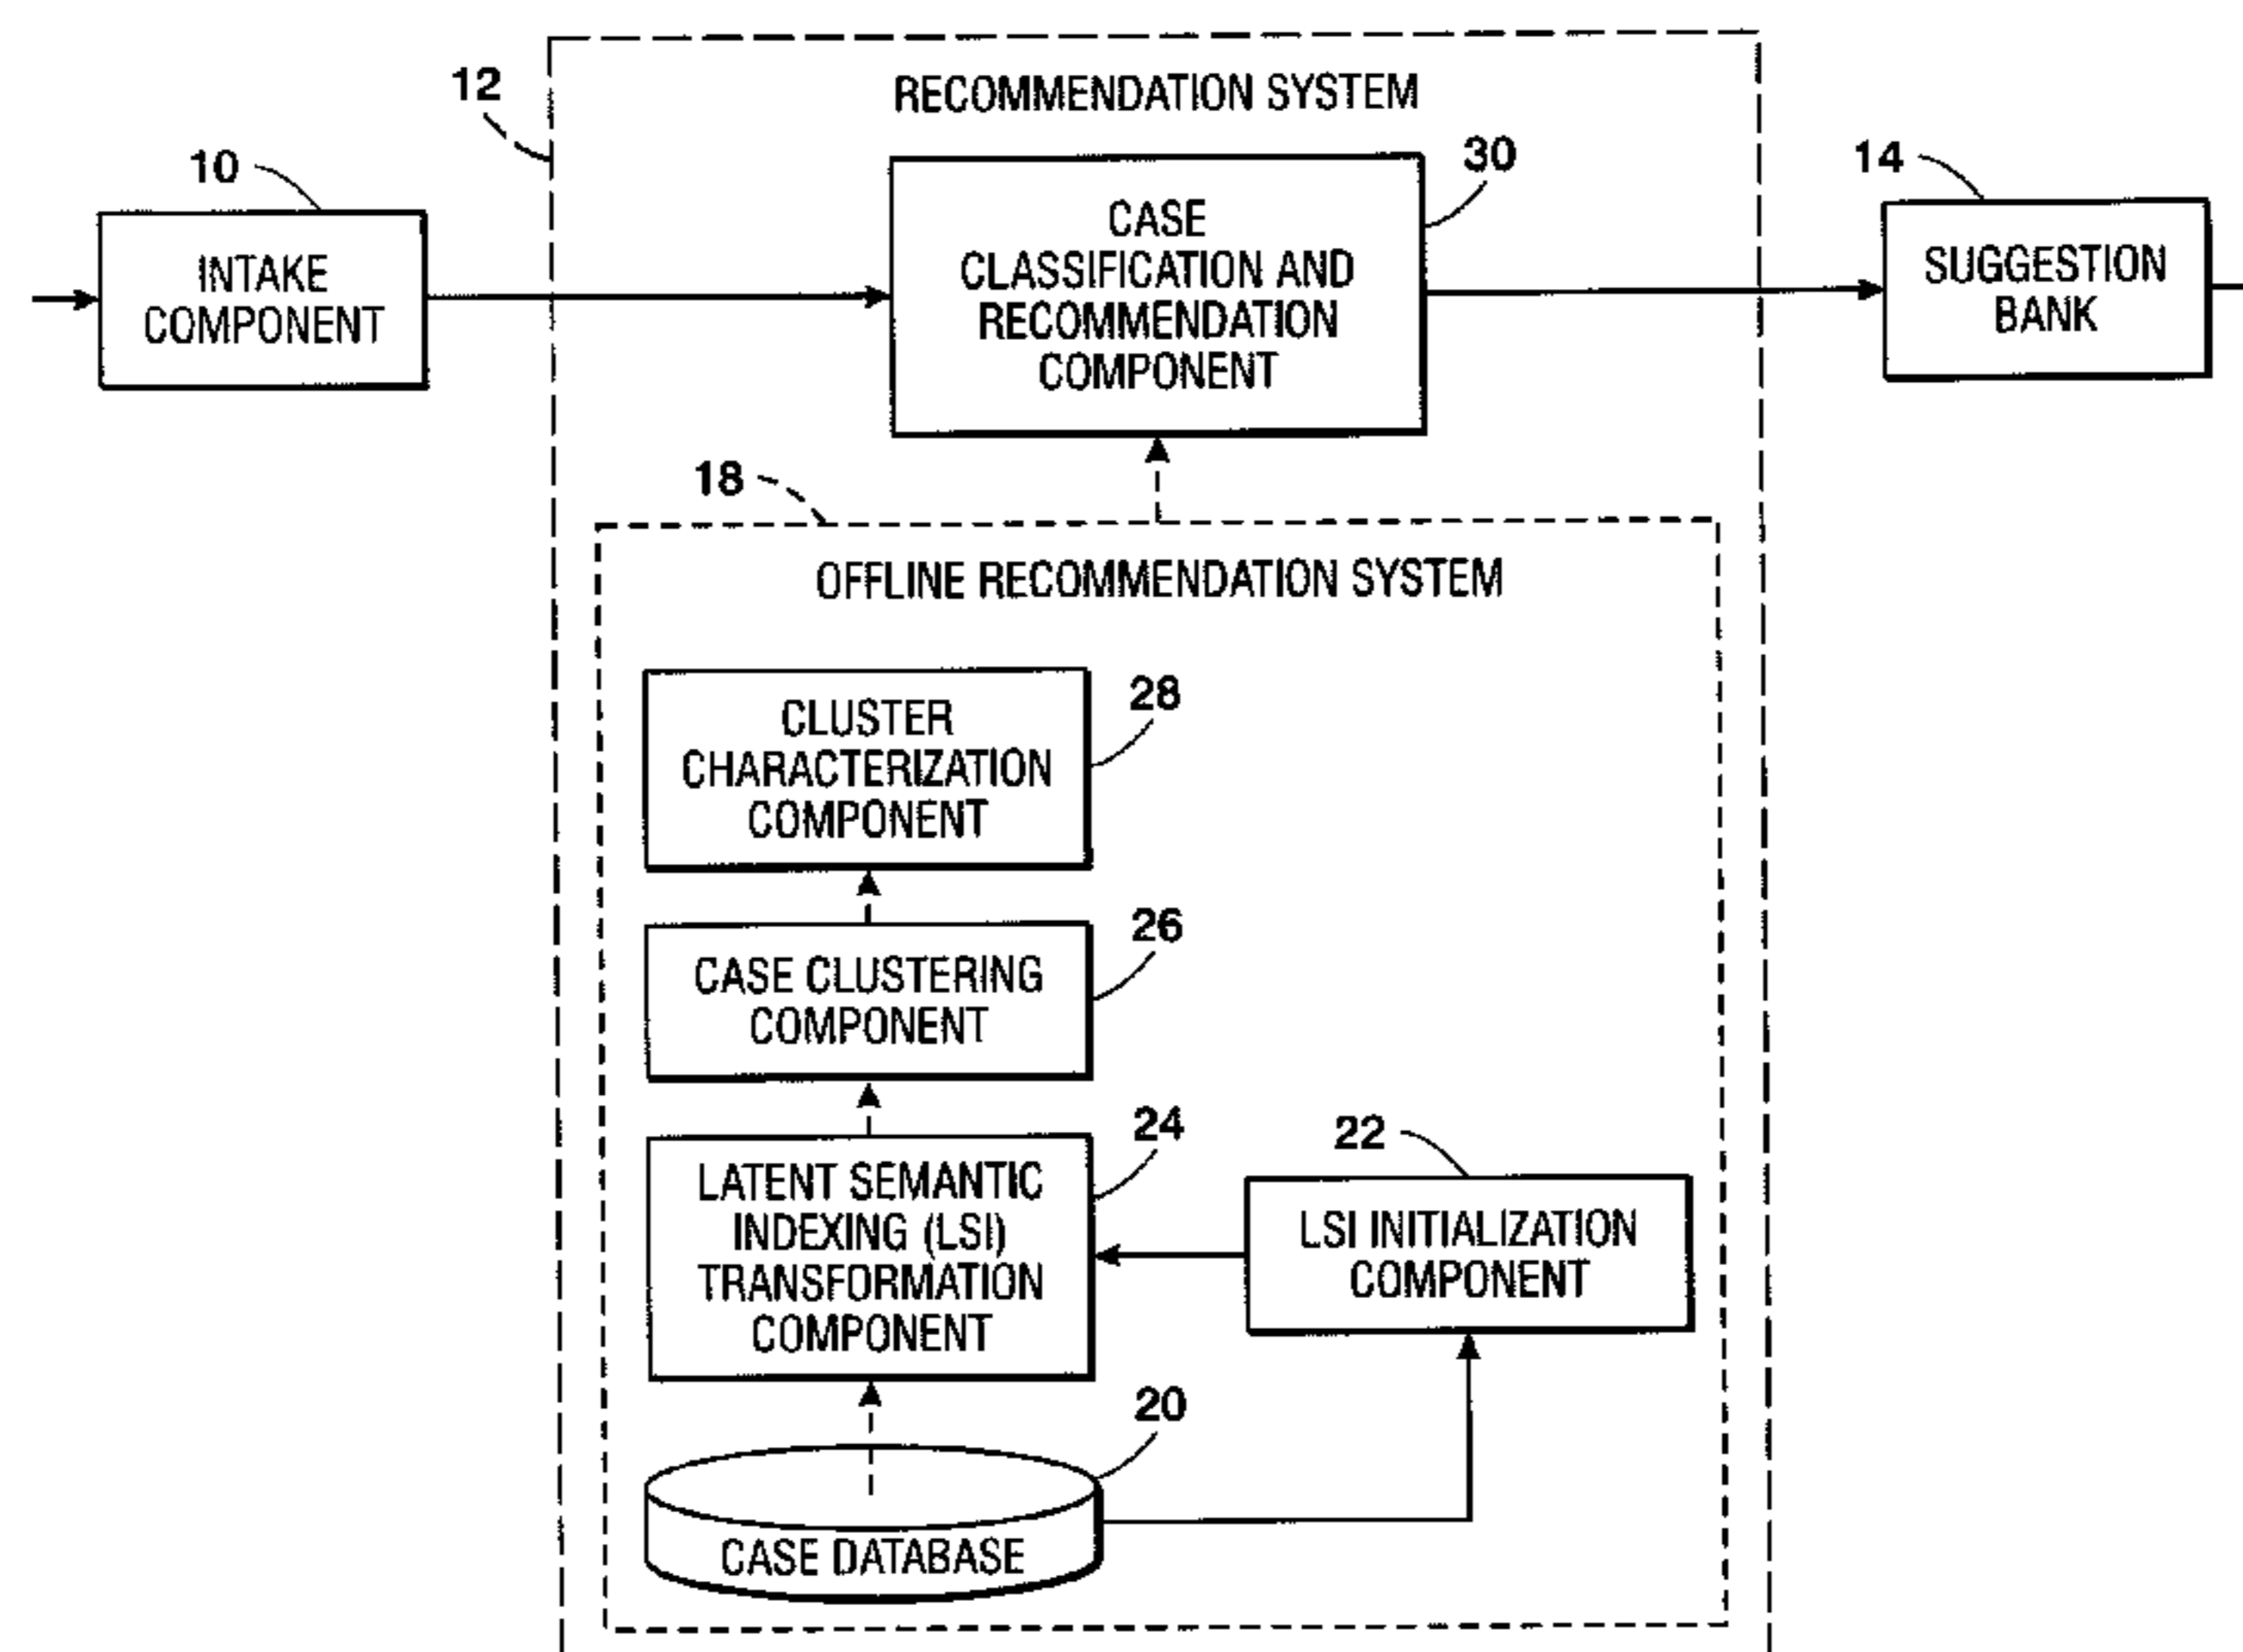 12
RECOMMENDATION SYSTEM
10
30
14
INTAKE
COMPONENT
CASE
CLASSIFICATION AND
RECOMMENDATION
COMPONENT
SUGGESTION
BANK
18
OFFLINE RECOMMENDATION SYSTEM
28
CLUSTER
CHARACTERIZATION
COMPONENT
26
CASE CLUSTERING
COMPONENT
24
LATENT SEMANTIC
INDEXING (LSI)
TRANSFORMATION
COMPONENT
22
LSI INITIALIZATION
COMPONENT
20
CASE DATABASE